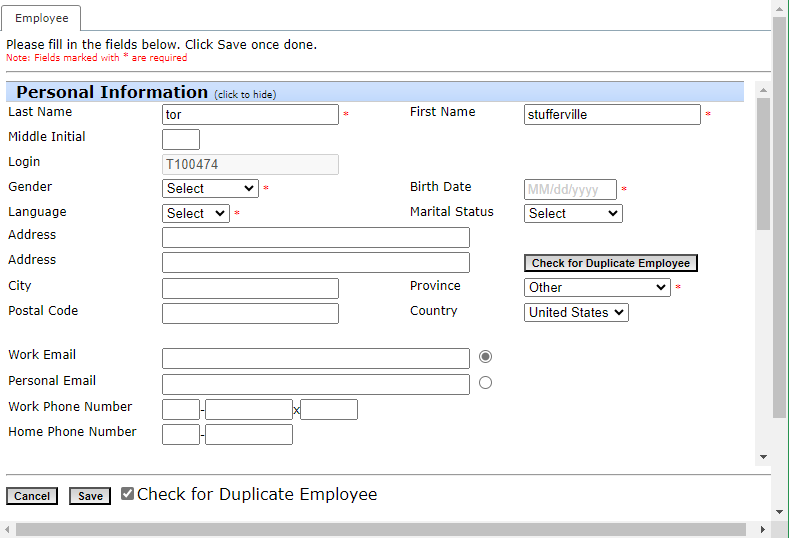 Employee
Please fill in the fields below. Click Save once done.
Note: Fields marked with * are required
Personal Information (click to hide)
Last Name tor * First Name stufferville *
Middle Initial
Login T100474
Gender Select * Birth Date MM/dd/yyyy *
Language Select * Marital Status Select
Address
Address Check for Duplicate Employee
City Province Other *
Postal Code Country United States
Work Email
Personal Email
Work Phone Number - x
Home Phone Number -
Cancel Save Check for Duplicate Employee